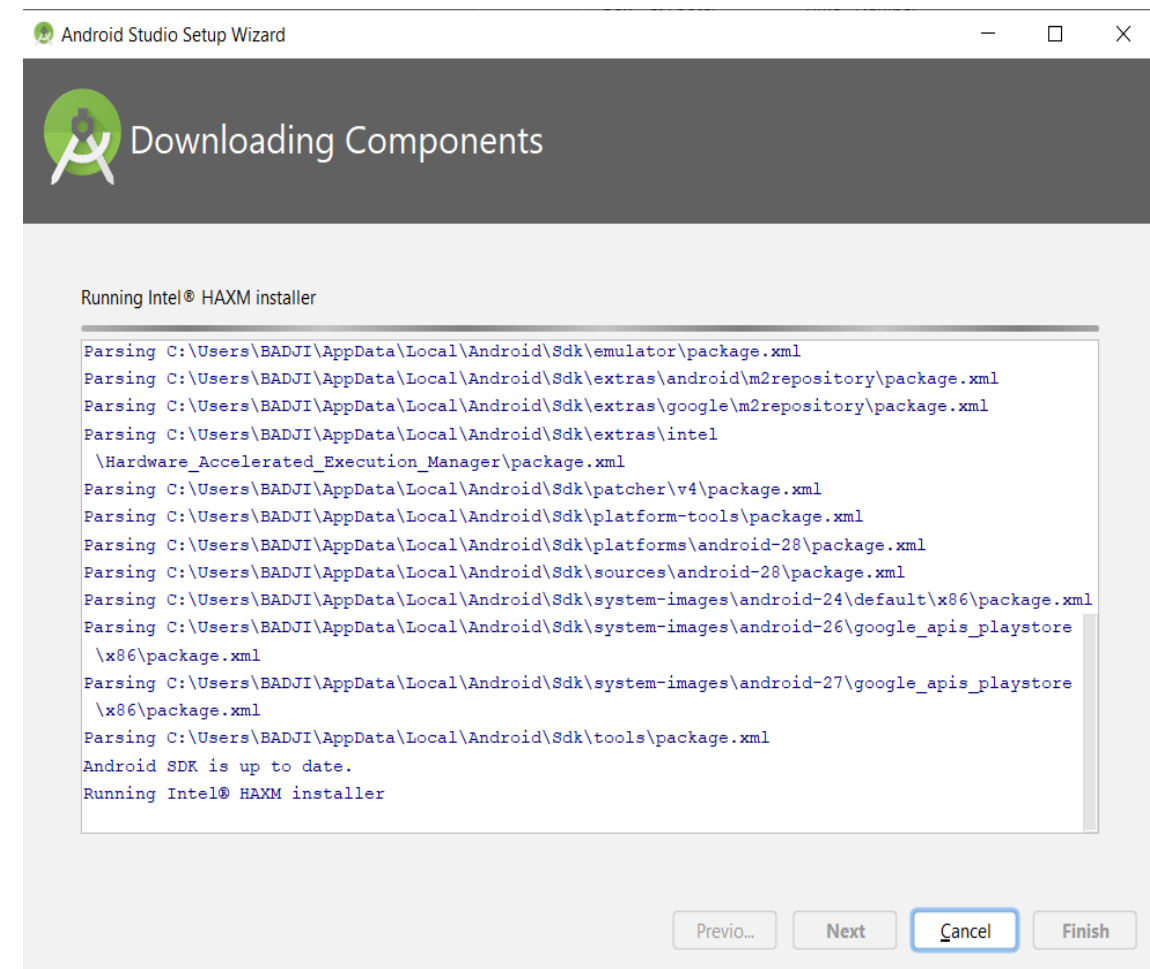 Android Studio Setup Wizard
Downloading Components
Running Intel® HAXM installer
Parsing C:\Users\BADJI\AppData\Local\Android\Sdk\emulator\package.xml
Parsing C:\Users\BADJI\AppData\Local\Android\Sdk\extras\android\m2repository\package.xml
Parsing C:\Users\BADJI\AppData\Local\Android\Sdk\extras\google\m2repository\package.xml
Parsing C:\Users\BADJI\AppData\Local\Android\Sdk\extras\intel
\Hardware_Accelerated_Execution_Manager\package.xml
Parsing C:\Users\BADJI\AppData\Local\Android\Sdk\patcher\v4\package.xml
Parsing C:\Users\BADJI\AppData\Local\Android\Sdk\platform-tools\package.xml
Parsing C:\Users\BADJI\AppData\Local\Android\Sdk\platforms\android-28\package.xml
Parsing C:\Users\BADJI\AppData\Local\Android\Sdk\sources\android-28\package.xml
Parsing C:\Users\BADJI\AppData\Local\Android\Sdk\system-images\android-24\default\x86\package.xml
Parsing C:\Users\BADJI\AppData\Local\Android\Sdk\system-images\android-26\google_apis_playstore
\x86\package.xml
Parsing C:\Users\BADJI\AppData\Local\Android\Sdk\system-images\android-27\google_apis_playstore
\x86\package.xml
Parsing C:\Users\BADJI\AppData\Local\Android\Sdk\tools\package.xml
Android SDK is up to date.
Running Intel® HAXM installer
Previo... Next Cancel Finish